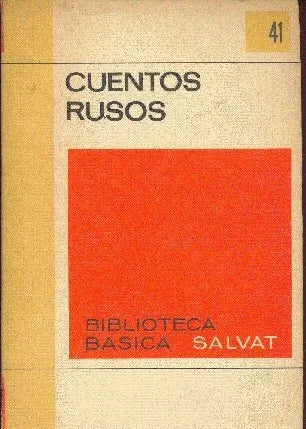 41
CUENTOS
RUSOS
BIBLIOTECA
BASICA SALVAT